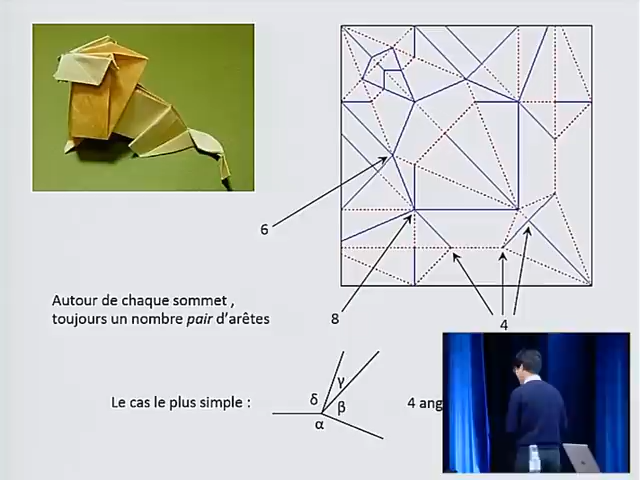 6
8
4
Autour de chaque sommet ,
toujours un nombre pair d'arêtes
Le cas le plus simple :
δ γ β α
4 ang